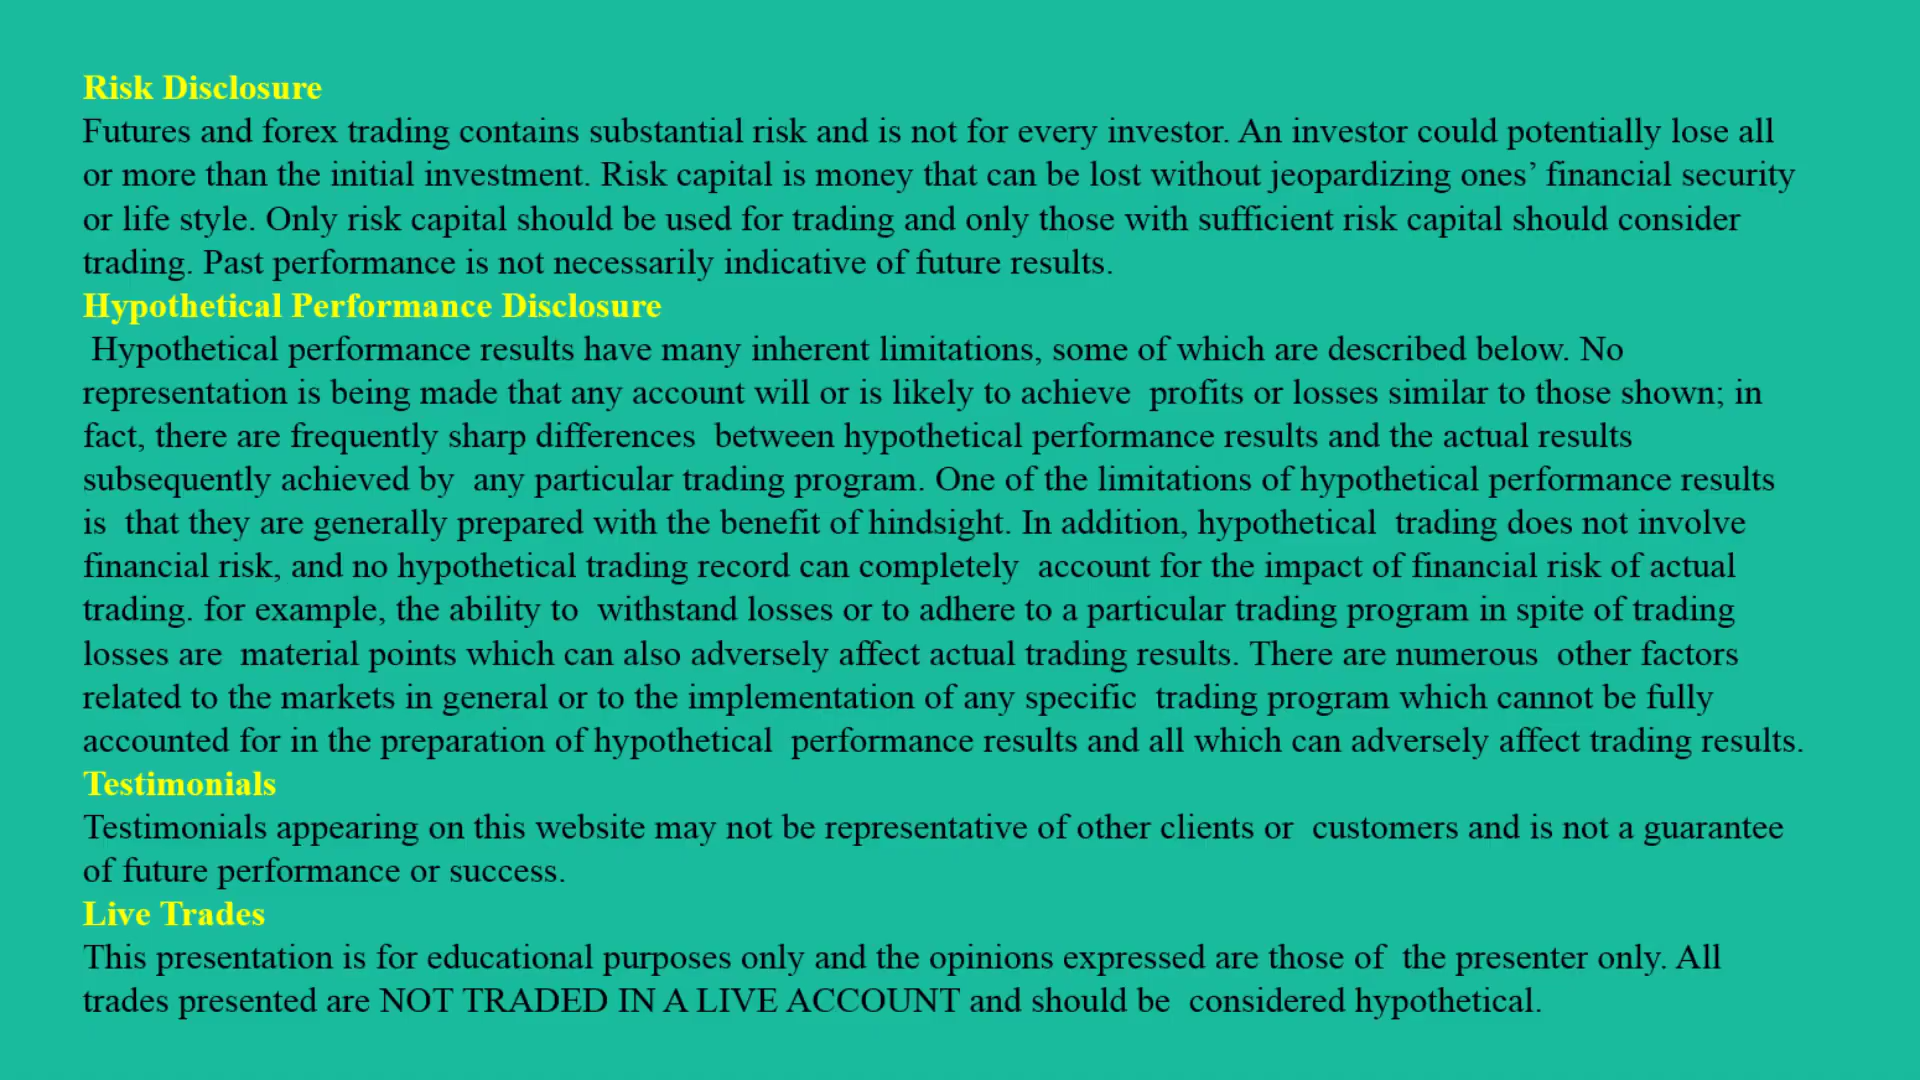 Risk Disclosure
Futures and forex trading contains substantial risk and is not for every investor. An investor could potentially lose all
or more than the initial investment. Risk capital is money that can be lost without jeopardizing ones’ financial security
or life style. Only risk capital should be used for trading and only those with sufficient risk capital should consider
trading. Past performance is not necessarily indicative of future results.
Hypothetical Performance Disclosure
Hypothetical performance results have many inherent limitations, some of which are described below. No
representation is being made that any account will or is likely to achieve  profits or losses similar to those shown; in
fact, there are frequently sharp differences  between hypothetical performance results and the actual results
subsequently achieved by  any particular trading program. One of the limitations of hypothetical performance results
is  that they are generally prepared with the benefit of hindsight. In addition, hypothetical  trading does not involve
financial risk, and no hypothetical trading record can completely  account for the impact of financial risk of actual
trading. for example, the ability to  withstand losses or to adhere to a particular trading program in spite of trading
losses are  material points which can also adversely affect actual trading results. There are numerous  other factors
related to the markets in general or to the implementation of any specific  trading program which cannot be fully
accounted for in the preparation of hypothetical  performance results and all which can adversely affect trading results.
Testimonials
Testimonials appearing on this website may not be representative of other clients or  customers and is not a guarantee
of future performance or success.
Live Trades
This presentation is for educational purposes only and the opinions expressed are those of  the presenter only. All
trades presented are NOT TRADED IN A LIVE ACCOUNT and should be  considered hypothetical.